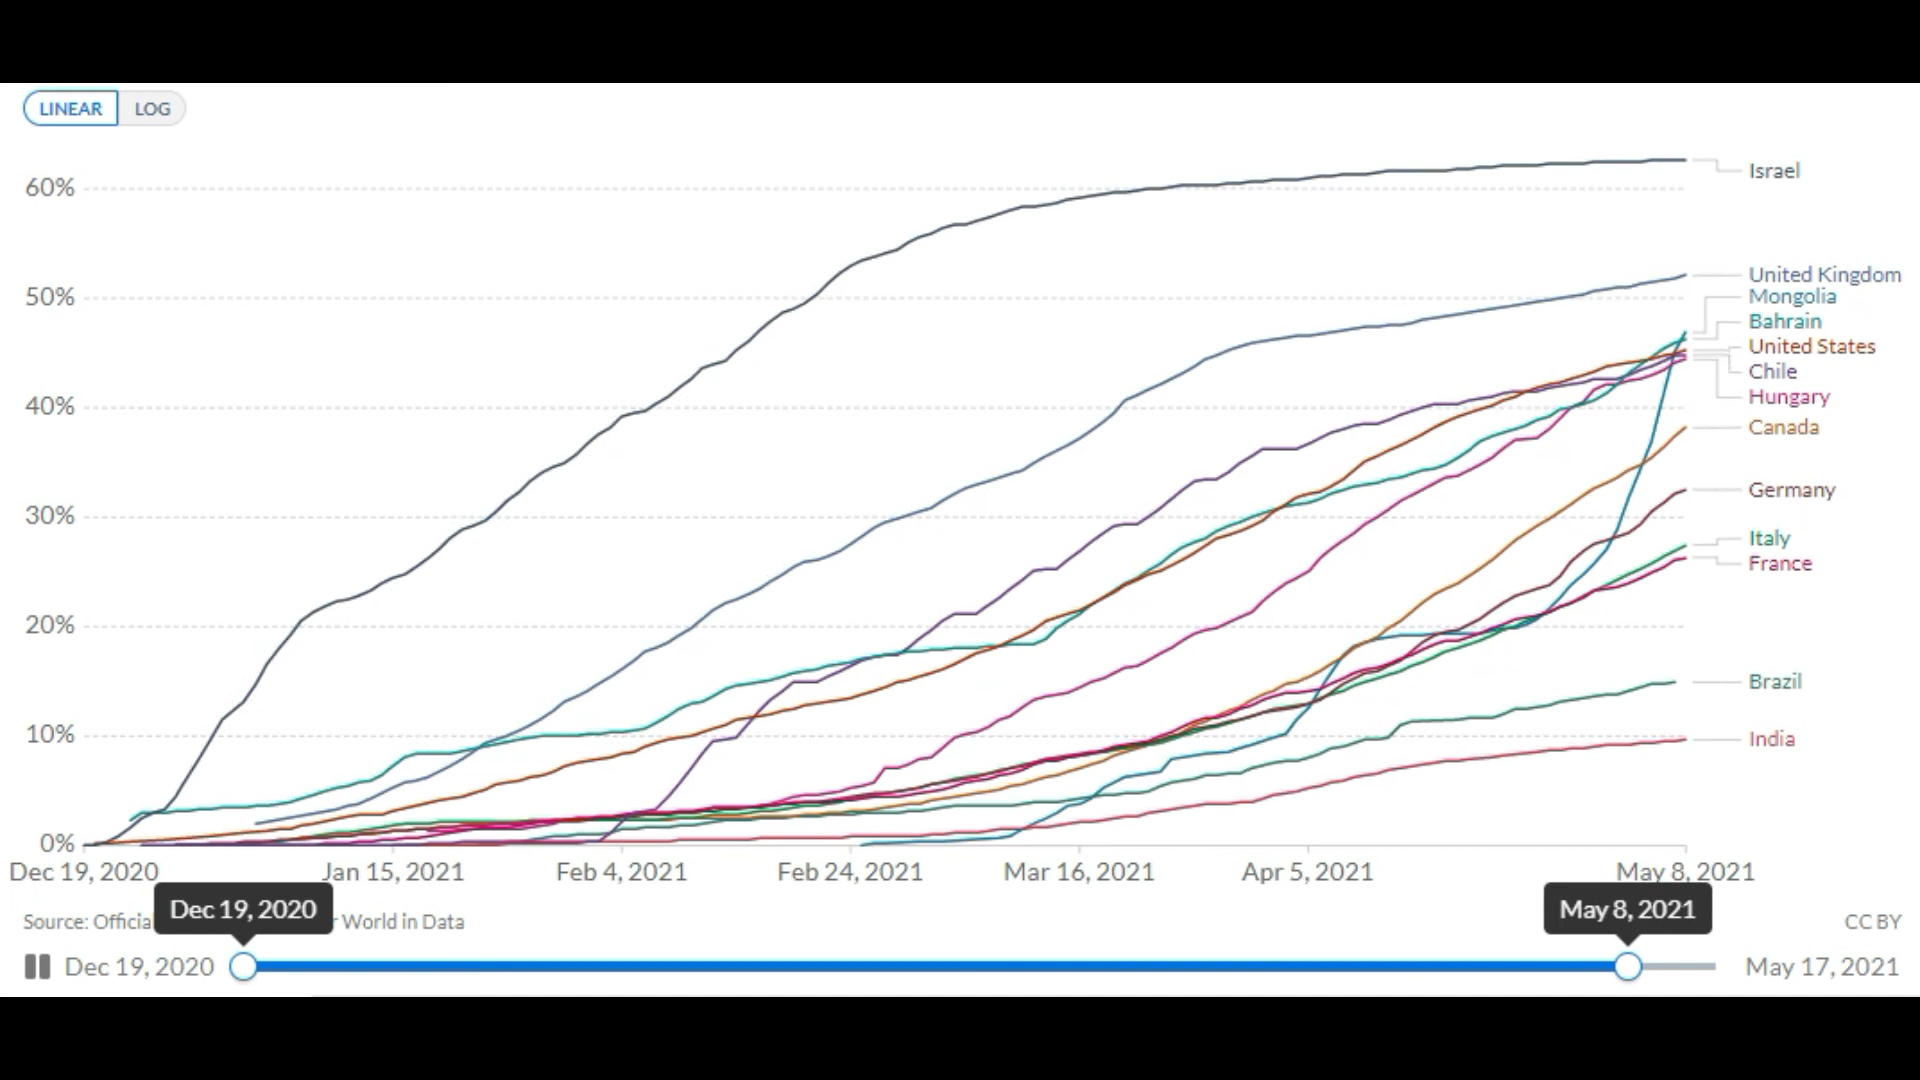 LINEAR LOG
60%
50%
40%
30%
20%
10%
0%
Israel
United Kingdom
Mongolia
Bahrain
United States
Chile
Hungary
Canada
Germany
Italy
France
Brazil
India
Dec 19, 2020 Jan 15, 2021 Feb 4, 2021 Feb 24, 2021 Mar 16, 2021 Apr 5, 2021 May 8, 2021
Dec 19, 2020 May 8, 2021
Source: World in Data CC BY
Dec 19, 2020 May 17, 2021